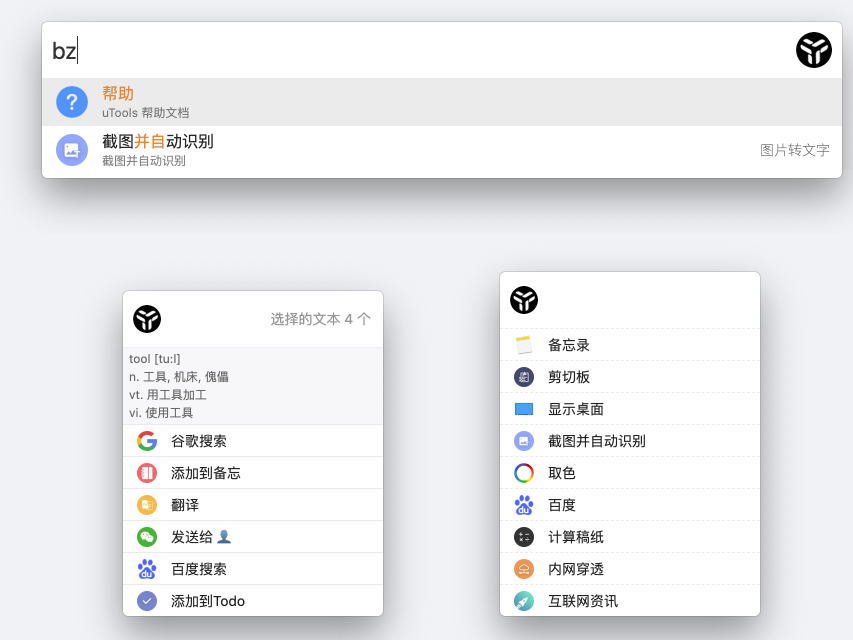 bz
帮助
uTools 帮助文档
截图并自动识别
截图并自动识别
图片转文字
选择的文本 4 个
tool [tu:l]
n. 工具, 机床, 傀儡
vt. 用工具加工
vi. 使用工具
谷歌搜索
添加到备忘
翻译
发送给
百度搜索
添加到Todo
备忘录
剪切板
显示桌面
截图并自动识别
取色
百度
计算稿纸
内网穿透
互联网资讯